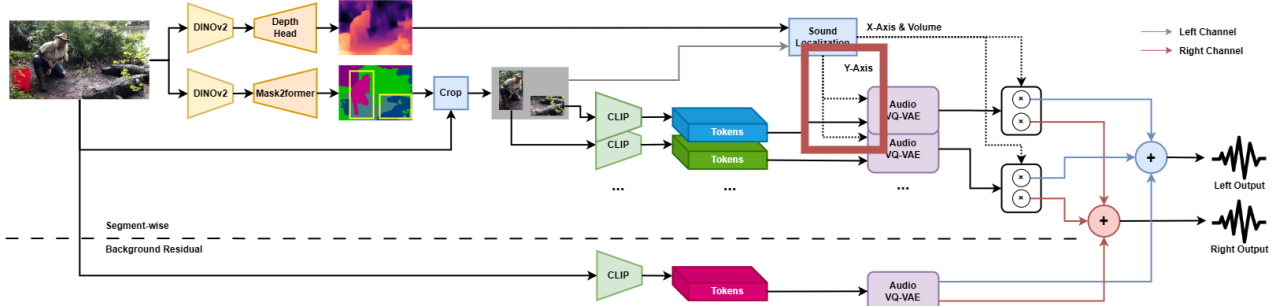 DINOv2
Depth
Head
Sound
Localization
X-Axis & Volume
Left Channel
Right Channel
DINOv2
Mask2former
Crop
Y-Axis
CLIP
Tokens
Audio
VQ-VAE
CLIP
Tokens
Audio
VQ-VAE
...
...
...
×
×
×
×
+
Left Output
+
Right Output
Segment-wise
Background Residual
CLIP
Tokens
Audio
VQ-VAE